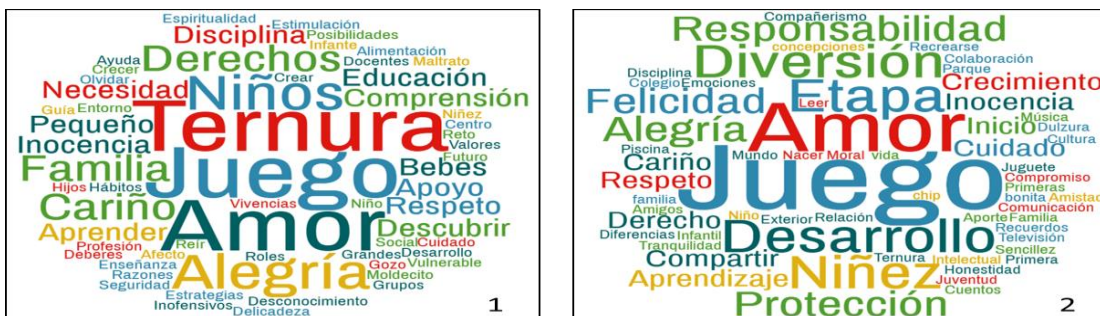 Espiritualidad Estimulación
Disciplina Posibilidades
Infante
Derechos Alimentación
Ayuda Docentes Maltrato
Crecer
Olvidar Niños Crear Educación
Necesidad Comprensión
Guía Entorno Ternura Niñez
Pequeño Centro
Reto
Inocencia Valores
Familia Juego Bebes Futuro
Hijos Hábitos Apoyo
Cariño Vivencias Niño Respeto
Aprender Amor Descubrir
Profesión Reír Social Cuidado
Deberes Afecto Roles Grandes Desarrollo
Enseñanza Alegría Gozo Vulnerable
Razones Moldecito
Seguridad Grupos
Estrategias Desconocimiento
Inofensivos Delicadeza
1
Compañerismo
Responsabilidad
concepciones Recrearse
Diversión Colaboración
Parque
Disciplina Emociones Crecimiento
Colegio
Felicidad Leer Etapa Inocencia
Música
Alegría Amor Inicio Dulzura
Cultura
Piscina Cuidado
Cariño Mundo Nacer Moral vida
Respeto Juego Juguete
Compromiso
familia chip Primeras
Amigos bonita Amistad
Comunicación
Derecho Niño Exterior Relación Aporte Familia
Diferencias Infantil Desarrollo Recuerdos
Tranquilidad Televisión
Sencillez
Compartir Ternura Intelectual Primera
Niñez Honestidad
Aprendizaje Juventud
Cuentos
Protección
2